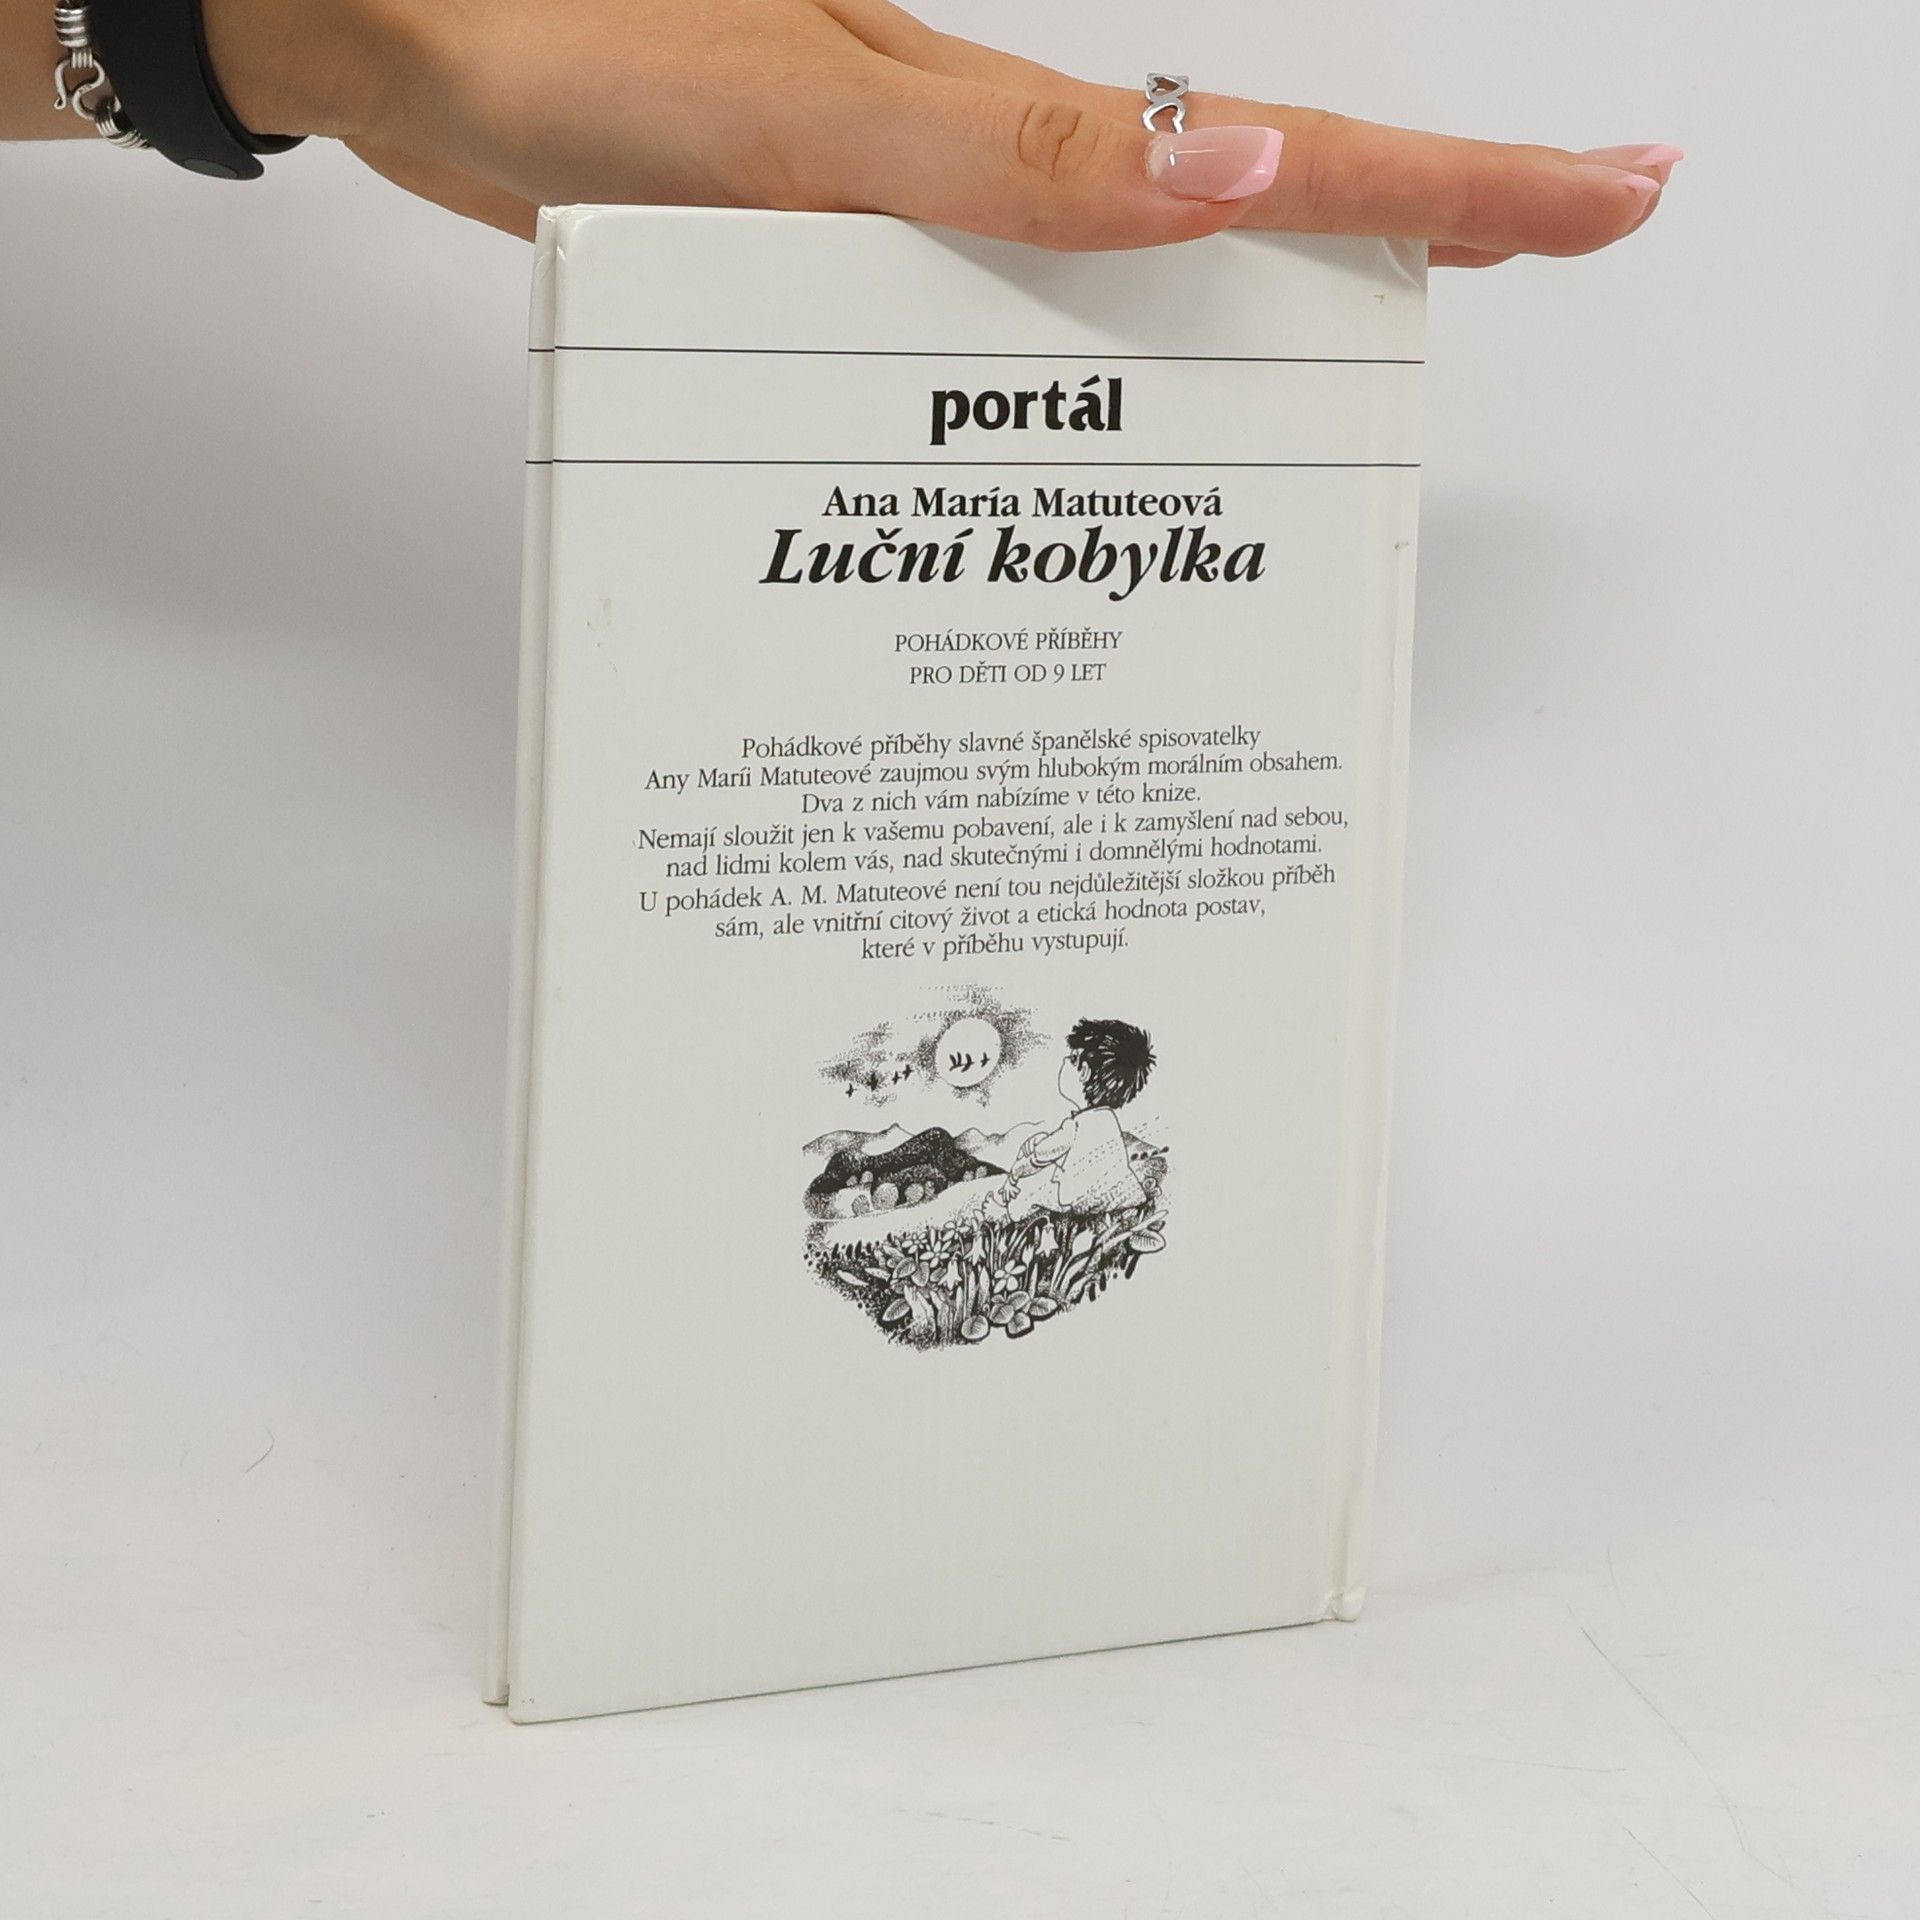 portál
Ana María Matuteová
Luční kobylka
POHÁDKOVÉ PŘÍBĚHY
PRO DĚTI OD 9 LET
Pohádkové příběhy slavné španělské spisovatelky
Any Maríi Matuteové zaujmou svým hlubokým morálním obsahem.
Dva z nich vám nabízíme v této knize.
Nemají sloužit jen k vašemu pobavení, ale i k zamyšlení nad sebou,
nad lidmi kolem vás, nad skutečnými i domnělými hodnotami.
U pohádek A. M. Matuteové není tou nejdůležitější složkou příběh
sám, ale vnitřní citový život a etická hodnota postav,
které v příběhu vystupují.